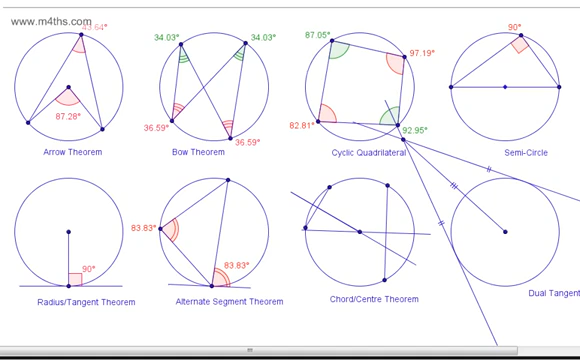 www.m4ths.com
43.64°
87.28°
Arrow Theorem
34.03°
34.03°
36.59°
36.59°
Bow Theorem
87.05°
97.19°
82.81°
92.95°
Cyclic Quadrilateral
90°
Semi-Circle
90°
Radius/Tangent Theorem
83.83°
83.83°
Alternate Segment Theorem
Chord/Centre Theorem
Dual Tangent